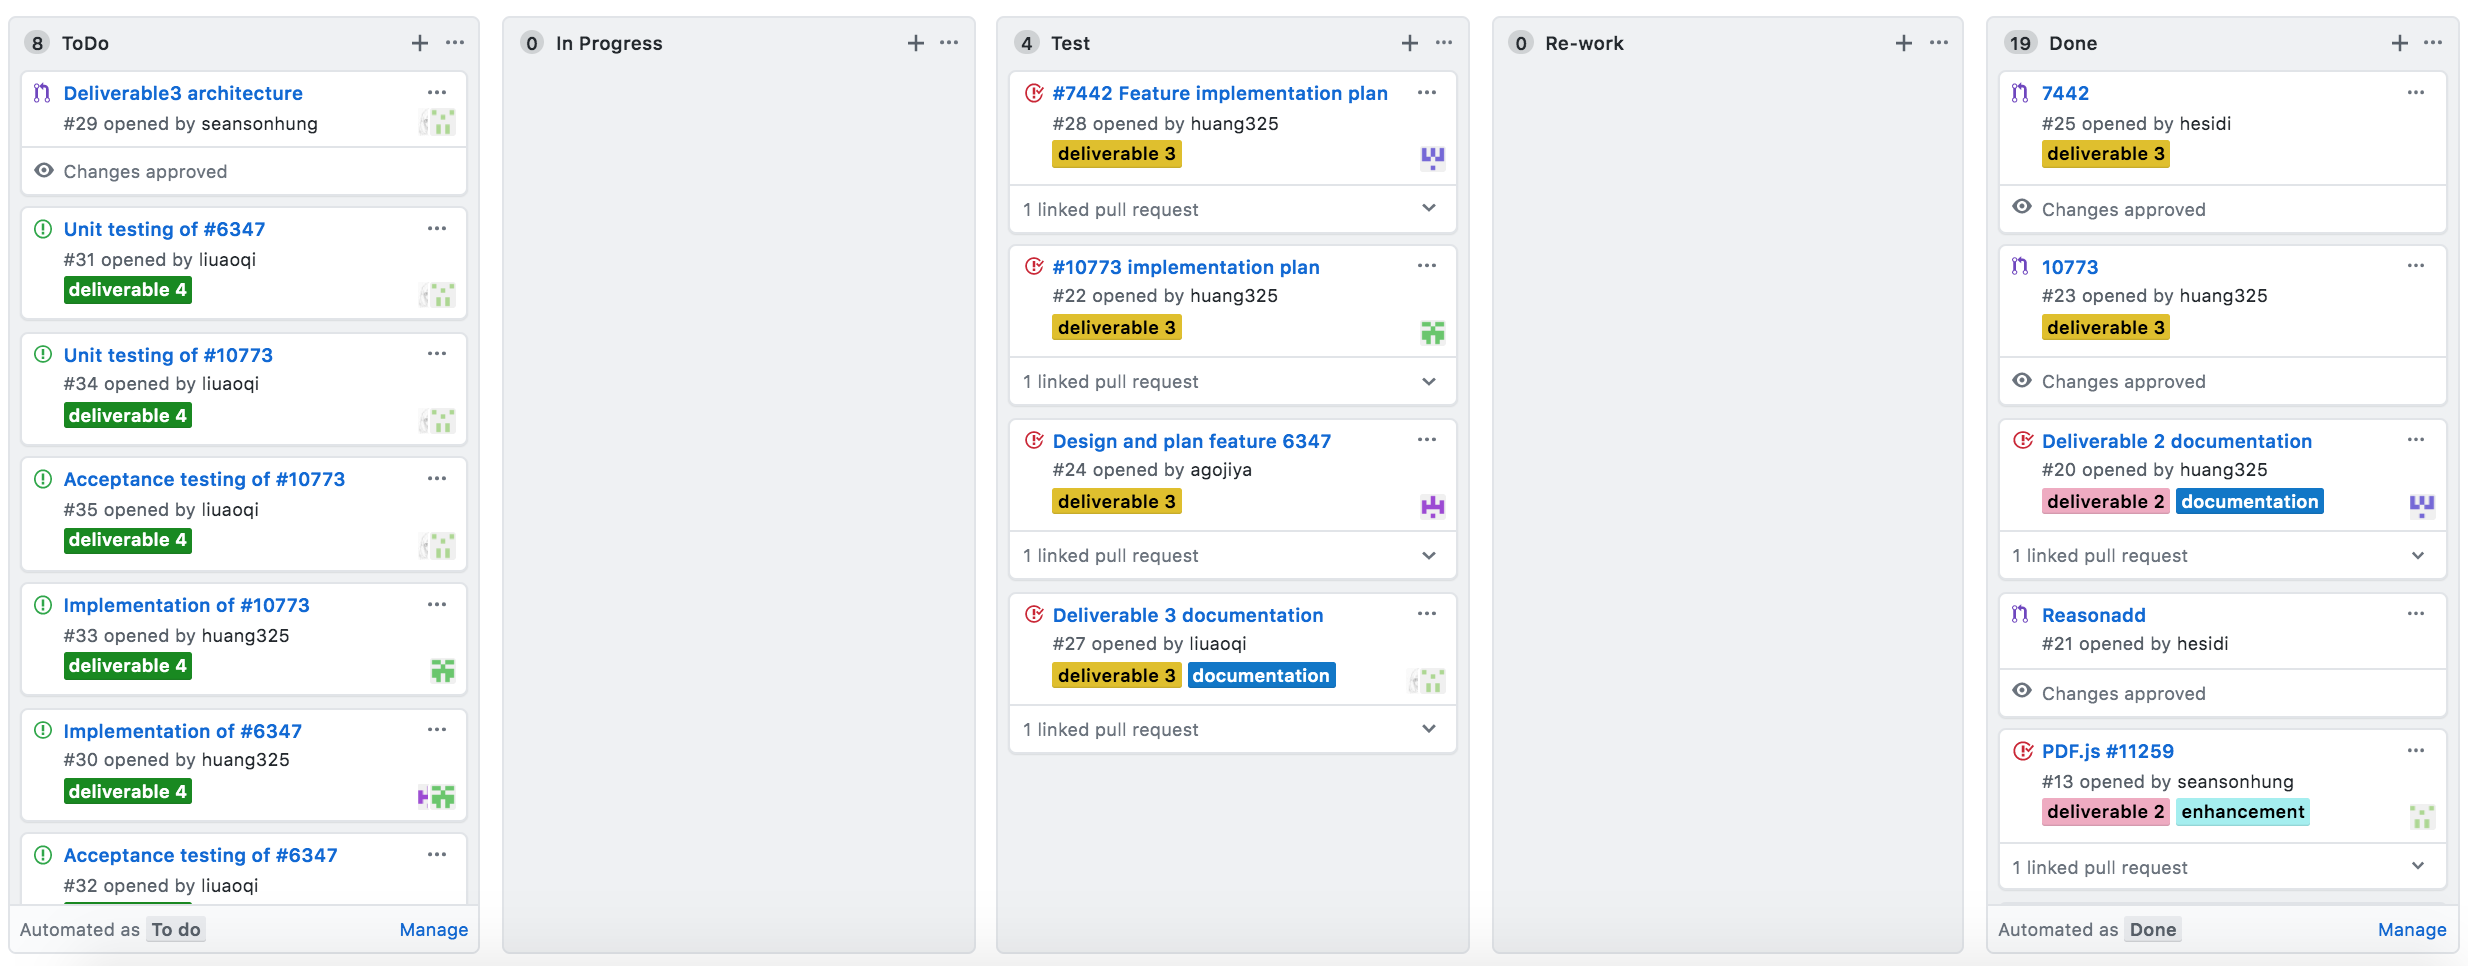 8 ToDo
Deliverable3 architecture
#29 opened by seansonhung
Changes approved
Unit testing of #6347
#31 opened by liuaoqi
deliverable 4
Unit testing of #10773
#34 opened by liuaoqi
deliverable 4
Acceptance testing of #10773
#35 opened by liuaoqi
deliverable 4
Implementation of #10773
#33 opened by huang325
deliverable 4
Implementation of #6347
#30 opened by huang325
deliverable 4
Acceptance testing of #6347
#32 opened by liuaoqi
Automated as To do Manage
0 In Progress
4 Test
#7442 Feature implementation plan
#28 opened by huang325
deliverable 3
1 linked pull request
#10773 implementation plan
#22 opened by huang325
deliverable 3
1 linked pull request
Design and plan feature 6347
#24 opened by agojiya
deliverable 3
1 linked pull request
Deliverable 3 documentation
#27 opened by liuaoqi
deliverable 3 documentation
1 linked pull request
0 Re-work
19 Done
7442
#25 opened by hesidi
deliverable 3
Changes approved
10773
#23 opened by huang325
deliverable 3
Changes approved
Deliverable 2 documentation
#20 opened by huang325
deliverable 2 documentation
1 linked pull request
Reasonadd
#21 opened by hesidi
Changes approved
PDF.js #11259
#13 opened by seansonhung
deliverable 2 enhancement
1 linked pull request
Automated as Done Manage